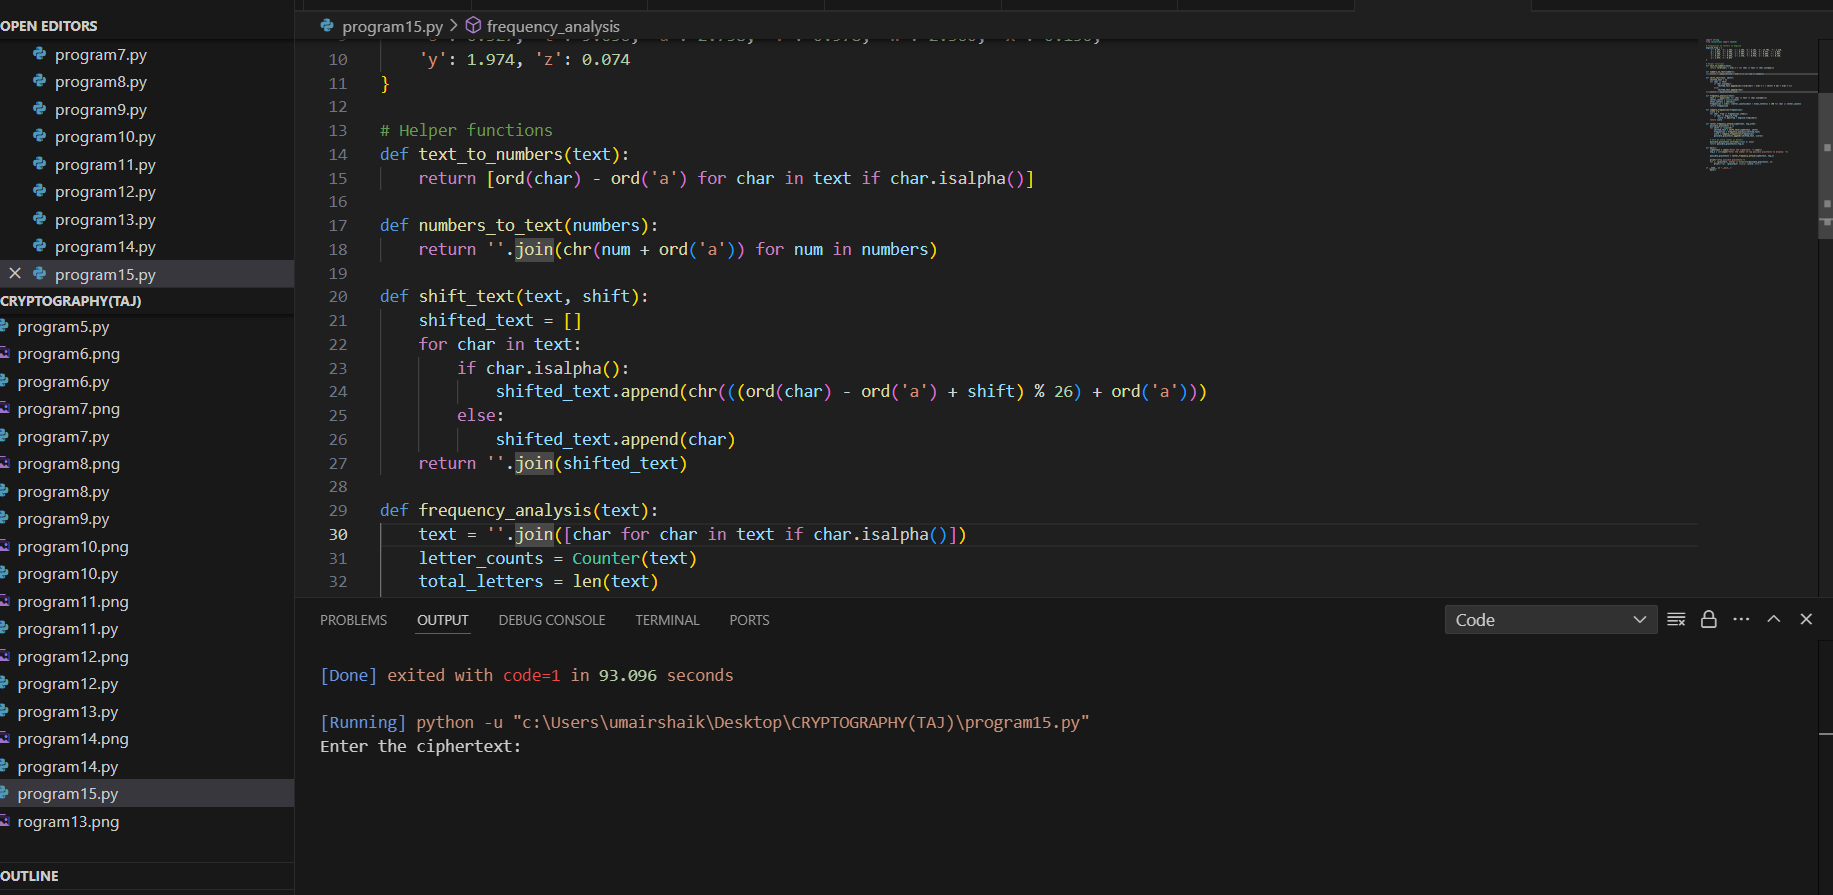 OPEN EDITORS
program7.py
program8.py
program9.py
program10.py
program11.py
program12.py
program13.py
program14.py
program15.py
CRYPTOGRAPHY(TAJ)
program5.py
program6.png
program6.py
program7.png
program7.py
program8.png
program8.py
program9.py
program10.png
program10.py
program11.png
program11.py
program12.png
program12.py
program13.py
program14.png
program14.py
program15.py
rogram13.png
OUTLINE
program15.py > frequency_analysis
10 'y': 1.974, 'z': 0.074
11 }
12
13 # Helper functions
14 def text_to_numbers(text):
15 return [ord(char) - ord('a') for char in text if char.isalpha()]
16
17 def numbers_to_text(numbers):
18 return ''.join(chr(num + ord('a')) for num in numbers)
19
20 def shift_text(text, shift):
21 shifted_text = []
22 for char in text:
23 if char.isalpha():
24 shifted_text.append(chr(((ord(char) - ord('a') + shift) % 26) + ord('a')))
25 else:
26 shifted_text.append(char)
27 return ''.join(shifted_text)
28
29 def frequency_analysis(text):
30 text = ''.join([char for char in text if char.isalpha()])
31 letter_counts = Counter(text)
32 total_letters = len(text)
PROBLEMS OUTPUT DEBUG CONSOLE TERMINAL PORTS Code
[Done] exited with code=1 in 93.096 seconds
[Running] python -u "c:\Users\umairshaik\Desktop\CRYPTOGRAPHY(TAJ)\program15.py"
Enter the ciphertext: